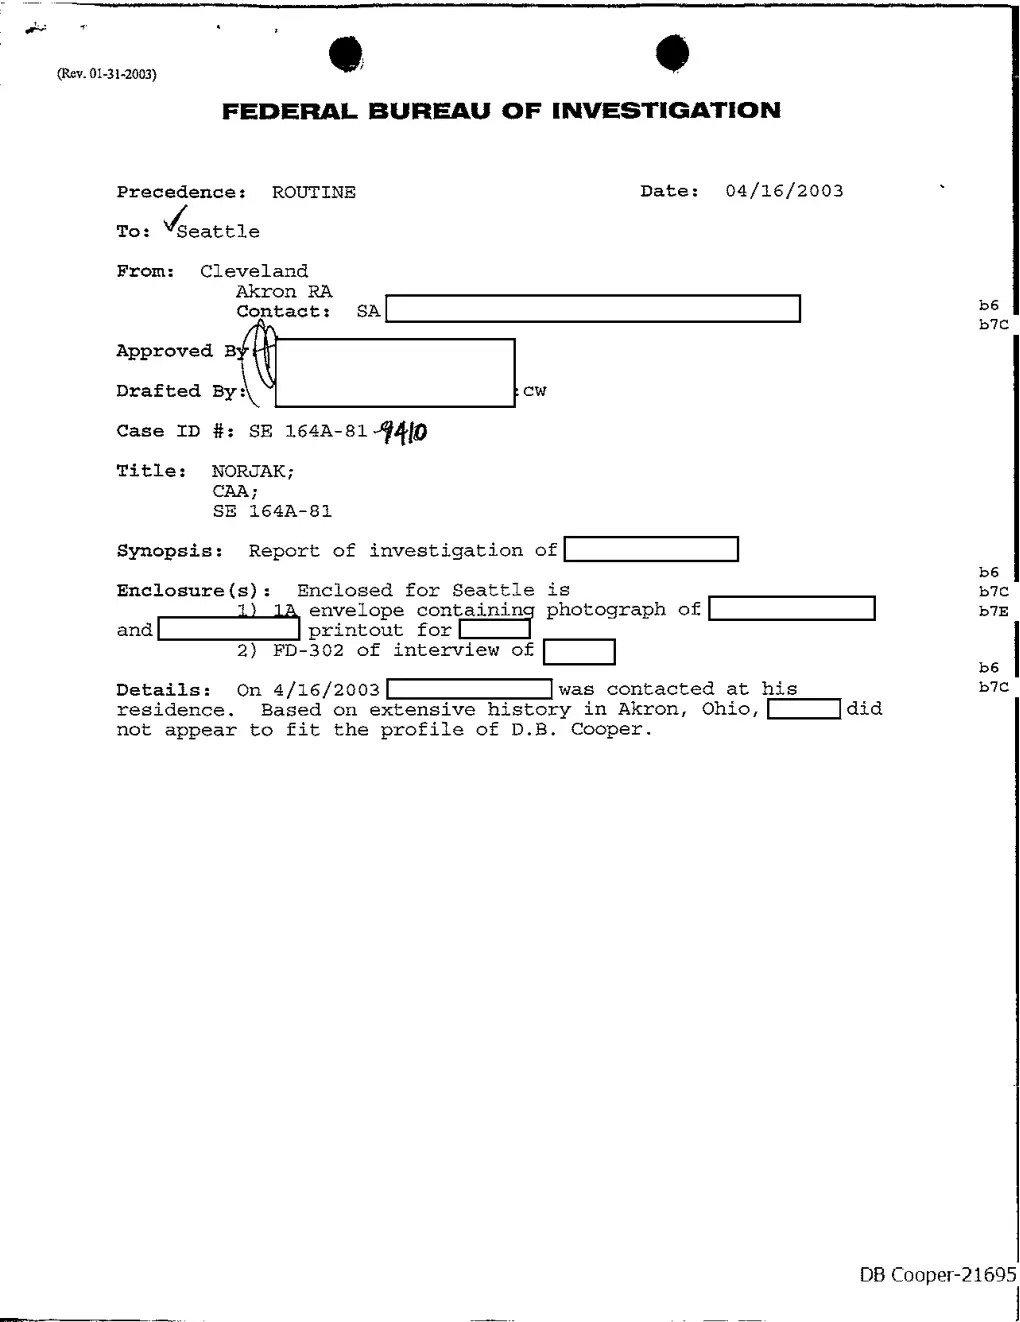 (Rev. 01-31-2003)
FEDERAL BUREAU OF INVESTIGATION
Precedence: ROUTINE Date: 04/16/2003
To: Seattle
From: Cleveland
Akron RA
Contact: SA
b6
b7C
Approved By:
Drafted By: :cw
Case ID #: SE 164A-81-9410
Title: NORJAK;
CAA;
SE 164A-81
Synopsis: Report of investigation of
b6
b7C
b7E
Enclosure(s): Enclosed for Seattle is
1) 1A envelope containing photograph of
and printout for
2) FD-302 of interview of
b6
b7C
Details: On 4/16/2003 was contacted at his
residence. Based on extensive history in Akron, Ohio, did
not appear to fit the profile of D.B. Cooper.
DB Cooper-21695